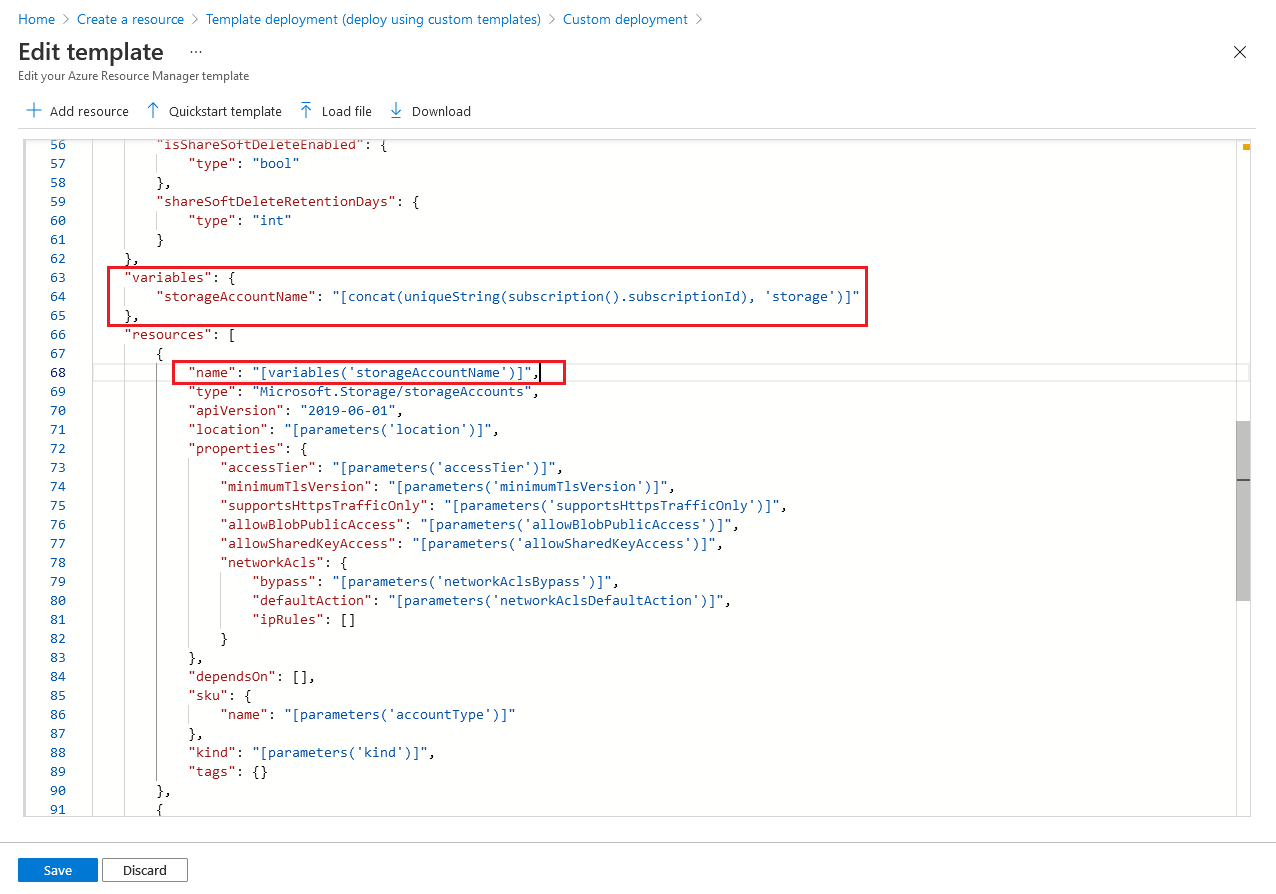 Home > Create a resource > Template deployment (deploy using custom templates) > Custom deployment >
Edit template ...
Edit your Azure Resource Manager template
Add resource Quickstart template Load file Download
56 "isShareSoftDeleteEnabled": {
57 "type": "bool"
58 },
59 "shareSoftDeleteRetentionDays": {
60 "type": "int"
61 }
62 },
63 "variables": {
64 "storageAccountName": "[concat(uniqueString(subscription().subscriptionId), 'storage')]"
65 },
66 "resources": [
67 {
68 "name": "[variables('storageAccountName')]",
69 "type": "Microsoft.Storage/storageAccounts",
70 "apiVersion": "2019-06-01",
71 "location": "[parameters('location')]",
72 "properties": {
73 "accessTier": "[parameters('accessTier')]",
74 "minimumTlsVersion": "[parameters('minimumTlsVersion')]",
75 "supportsHttpsTrafficOnly": "[parameters('supportsHttpsTrafficOnly')]",
76 "allowBlobPublicAccess": "[parameters('allowBlobPublicAccess')]",
77 "allowSharedKeyAccess": "[parameters('allowSharedKeyAccess')]",
78 "networkAcls": {
79 "bypass": "[parameters('networkAclsBypass')]",
80 "defaultAction": "[parameters('networkAclsDefaultAction')]",
81 "ipRules": []
82 }
83 },
84 "dependsOn": [],
85 "sku": {
86 "name": "[parameters('accountType')]"
87 },
88 "kind": "[parameters('kind')]",
89 "tags": {}
90 },
91 {
Save Discard